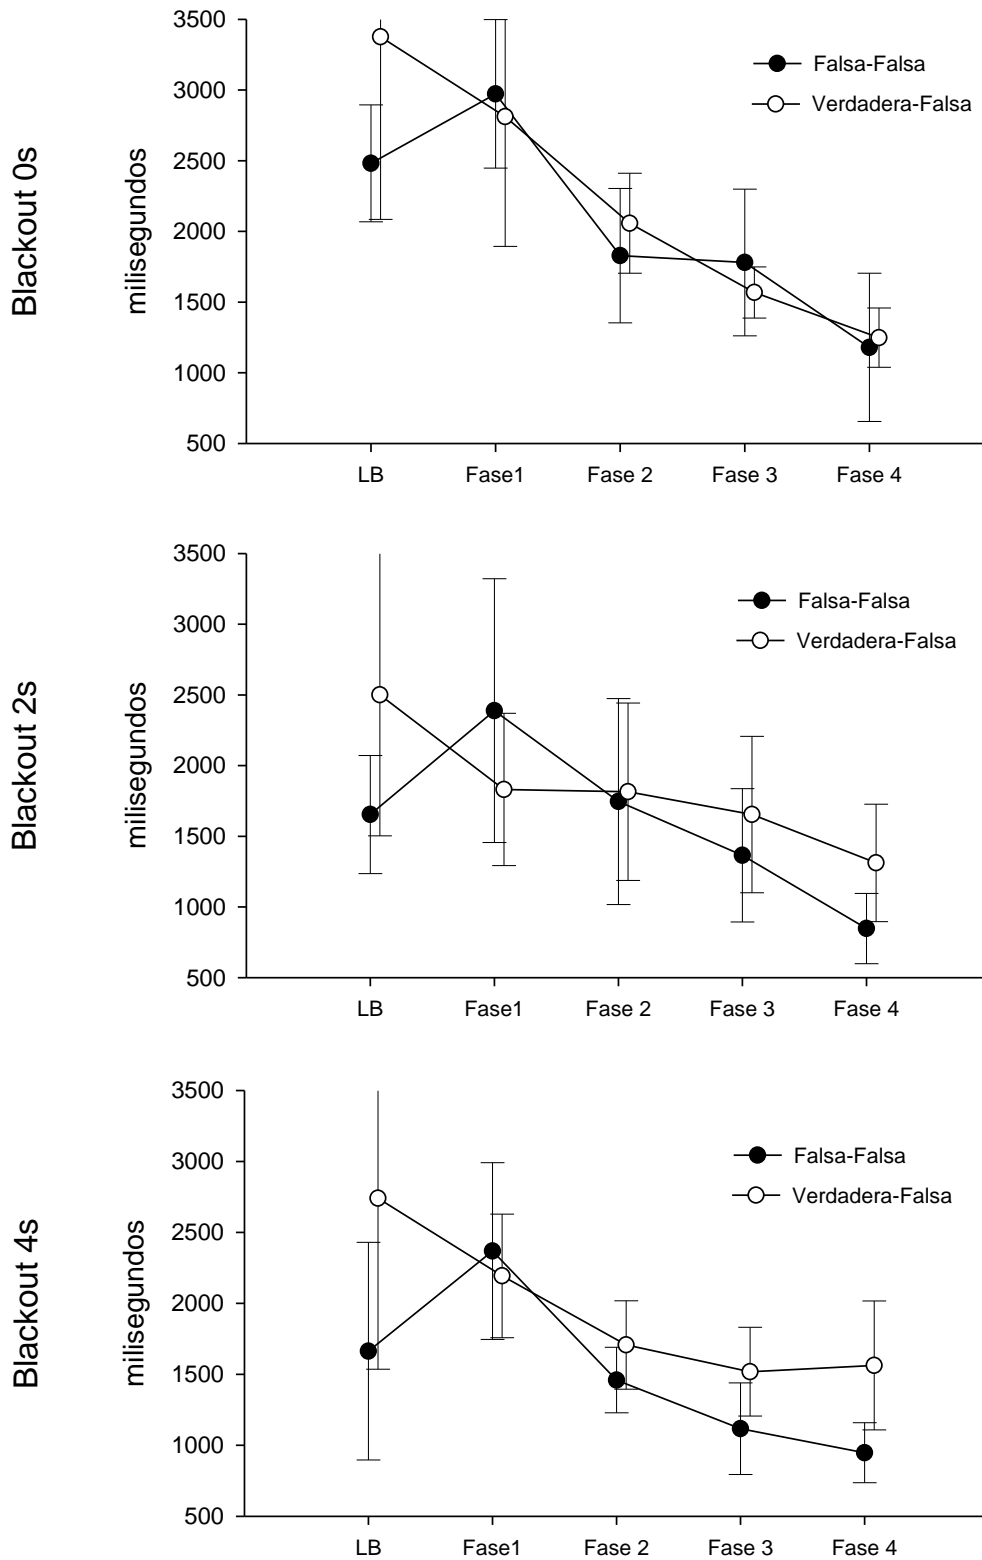 Blackout 0s
milisegundos
3500
3000
2500
2000
1500
1000
500
Falsa-Falsa
Verdadera-Falsa
LB Fase1 Fase 2 Fase 3 Fase 4
Blackout 2s
milisegundos
3500
3000
2500
2000
1500
1000
500
Falsa-Falsa
Verdadera-Falsa
LB Fase1 Fase 2 Fase 3 Fase 4
Blackout 4s
milisegundos
3500
3000
2500
2000
1500
1000
500
Falsa-Falsa
Verdadera-Falsa
LB Fase1 Fase 2 Fase 3 Fase 4